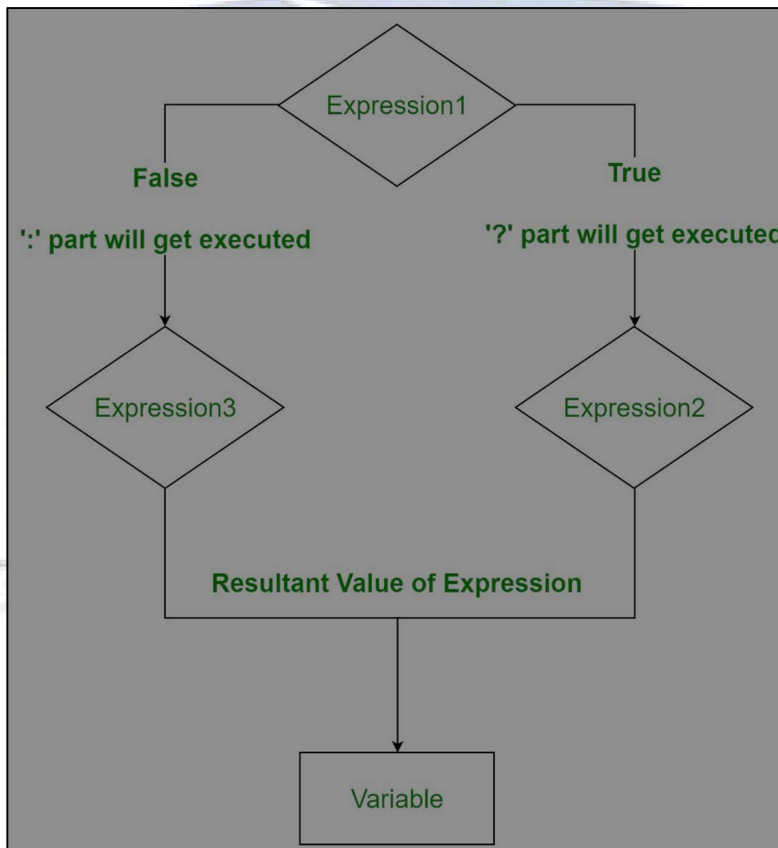 Expression1
False
True
':' part will get executed
'?' part will get executed
Expression3
Expression2
Resultant Value of Expression
Variable